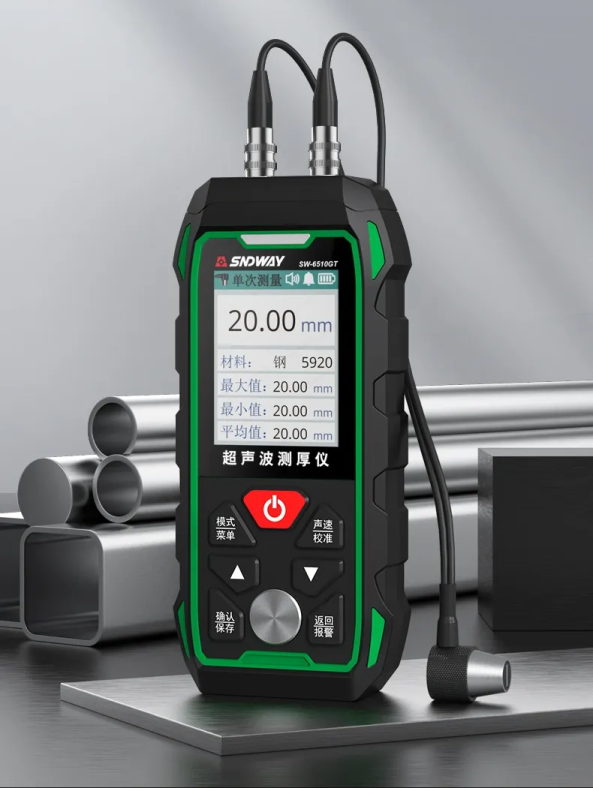 SNDWAY
SW-6510GT
单次测量
20.00 mm
材料: 钢 5920
最大值: 20.00 mm
最小值: 20.00 mm
平均值: 20.00 mm
超声波测厚仪
模式
菜单
声速
校准
确认
保存
返回
报警